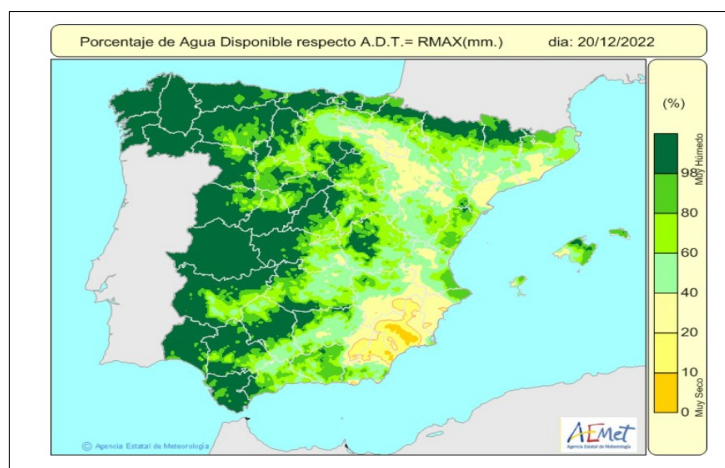 Porcentaje de Agua Disponible respecto A.D.T.= RMAX(mm.) dia: 20/12/2022
(%)
Muy Húmedo
98
80
60
40
20
10
0
Muy Seco
© Agencia Estatal de Meteorología
AEMet
Agencia Estatal de Meteorología